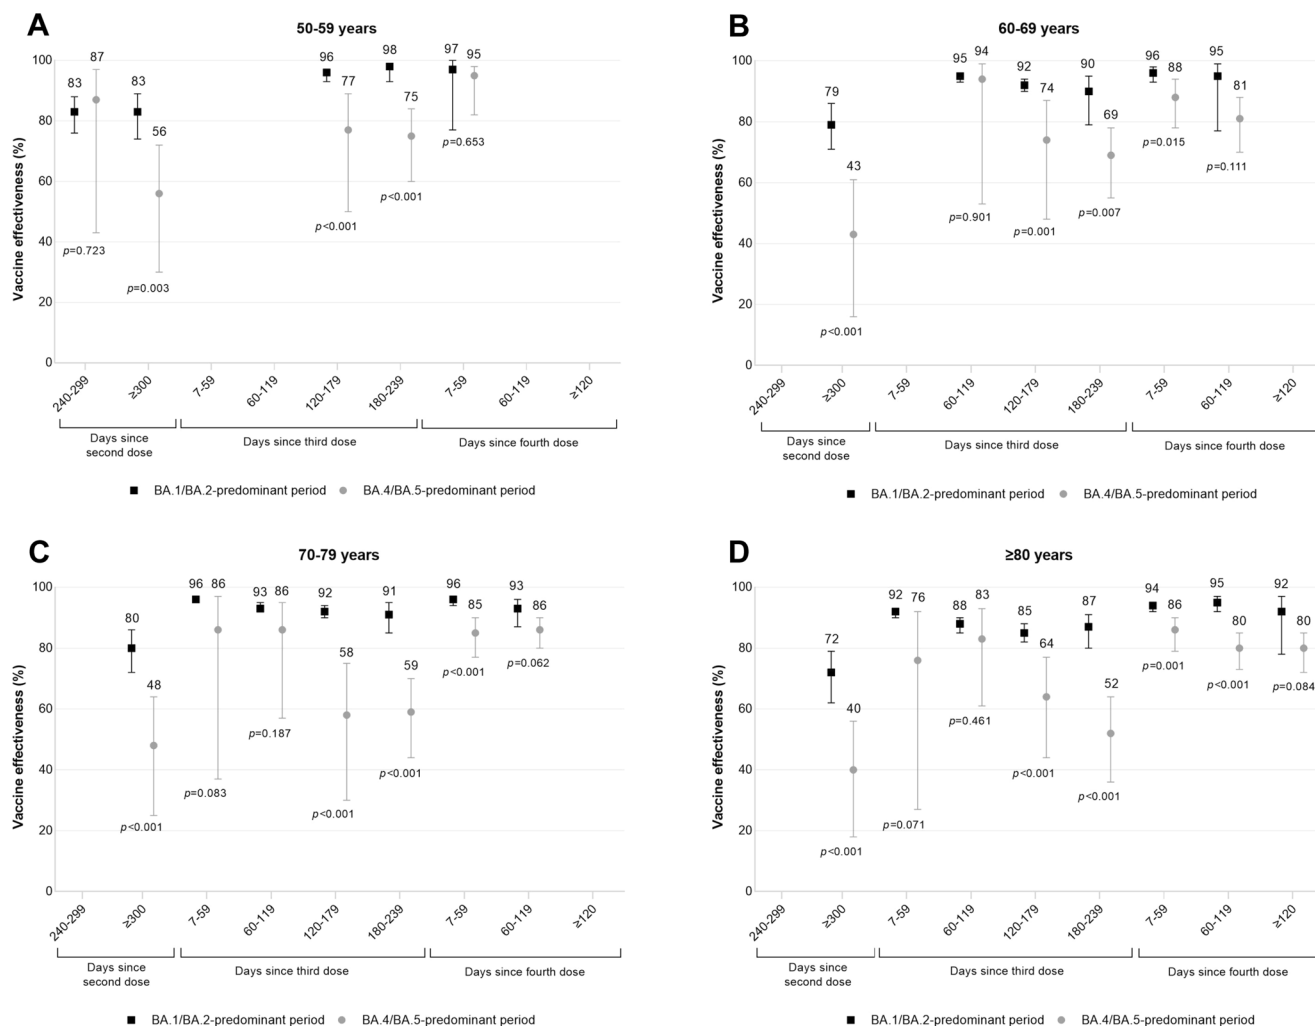 A
50-59 years
Vaccine effectiveness (%)
100
80
60
40
20
0
83
87
83
56
96
77
98
75
97
95
p=0.723
p=0.003
p<0.001
p<0.001
p=0.653
240-299
≥300
7-59
60-119
120-179
180-239
7-59
60-119
≥120
Days since
second dose
Days since third dose
Days since fourth dose
BA.1/BA.2-predominant period
BA.4/BA.5-predominant period
B
60-69 years
Vaccine effectiveness (%)
100
80
60
40
20
0
79
43
95
94
92
74
90
69
96
88
95
81
p<0.001
p=0.901
p=0.001
p=0.007
p=0.015
p=0.111
240-299
≥300
7-59
60-119
120-179
180-239
7-59
60-119
≥120
Days since
second dose
Days since third dose
Days since fourth dose
BA.1/BA.2-predominant period
BA.4/BA.5-predominant period
C
70-79 years
Vaccine effectiveness (%)
100
80
60
40
20
0
80
48
96
86
93
86
92
58
91
59
96
85
93
86
p<0.001
p=0.083
p=0.187
p<0.001
p<0.001
p<0.001
p=0.062
240-299
≥300
7-59
60-119
120-179
180-239
7-59
60-119
≥120
Days since
second dose
Days since third dose
Days since fourth dose
BA.1/BA.2-predominant period
BA.4/BA.5-predominant period
D
≥80 years
Vaccine effectiveness (%)
100
80
60
40
20
0
72
40
92
76
88
83
85
64
87
52
94
86
95
80
92
80
p<0.001
p=0.071
p=0.461
p<0.001
p<0.001
p=0.001
p<0.001
p=0.084
240-299
≥300
7-59
60-119
120-179
180-239
7-59
60-119
≥120
Days since
second dose
Days since third dose
Days since fourth dose
BA.1/BA.2-predominant period
BA.4/BA.5-predominant period